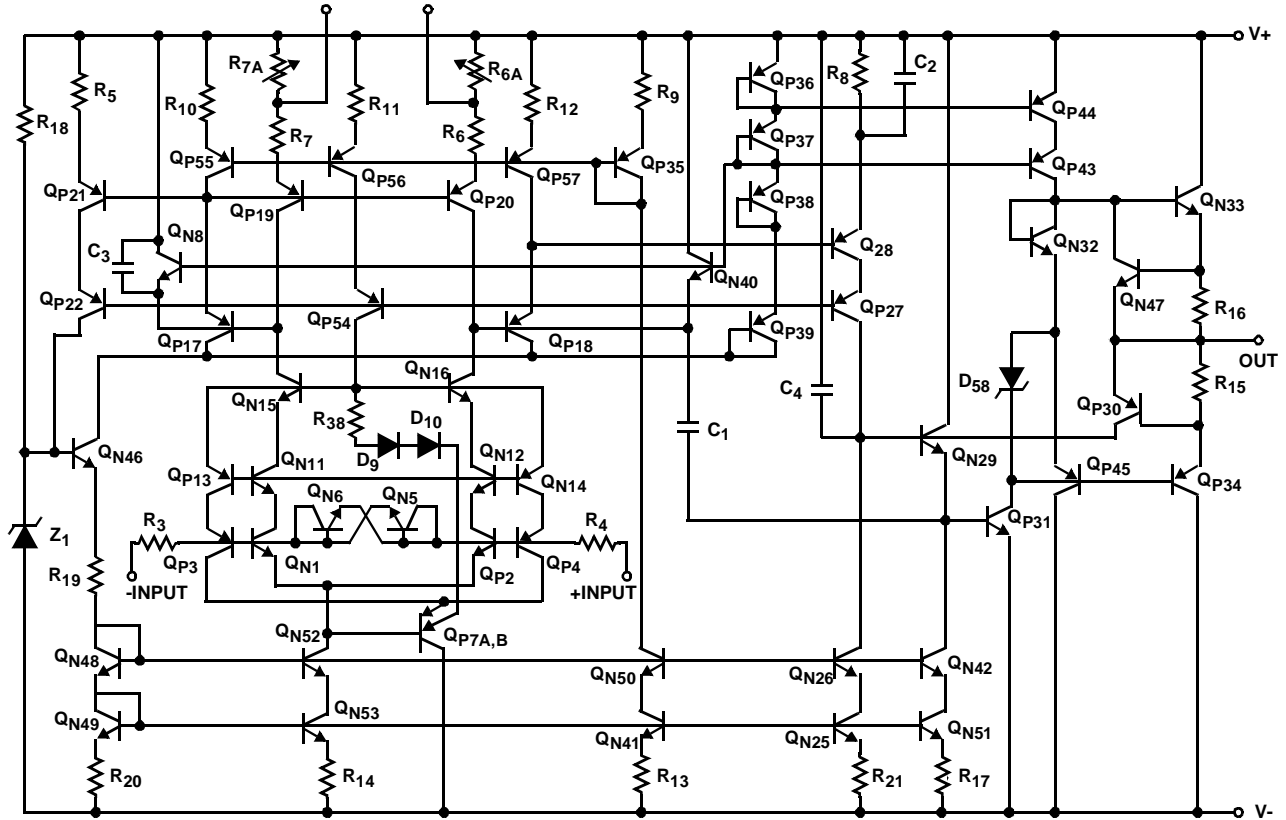 V+
R7A
R6A
R8
C2
QP36
R5
R10
R11
R12
R9
R18
R7
R6
QP44
QP37
QP55
QP56
QP57
QP35
QP43
QP21
QP19
QP20
QP38
QN33
QN8
QN32
C3
Q28
QN40
QN47
QP22
QP54
QP27
R16
QP17
QP18
QP39
OUT
QN16
QN15
D58
R15
C4
R38
D10
C1
QP30
QN46
D9
QN11
QN12
QN29
QP45
QP13
QN6
QN5
QN14
QP34
R3
R4
QP31
Z1
QP3
QN1
QP2
QP4
R19
-INPUT
+INPUT
QN52
QP7A,B
QN48
QN50
QN26
QN42
QN49
QN53
QN41
QN25
QN51
R20
R14
R13
R21
R17
V-